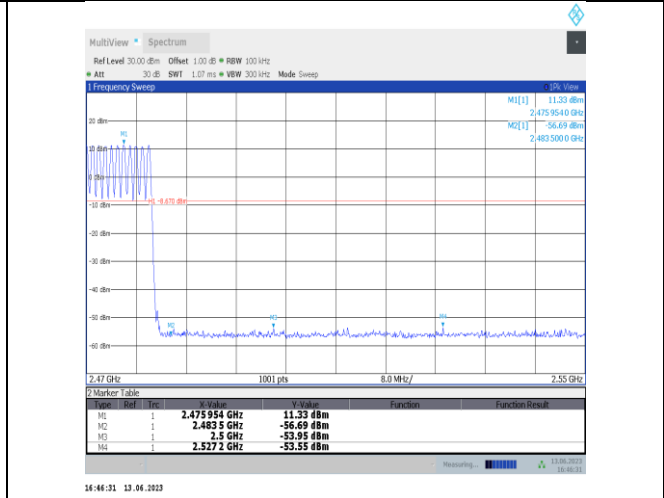 MultiView Spectrum
Ref Level 30.00 dBm Offset 1.00 dB RBW 100 kHz
Att 30 dB SWT 1.07 ms VBW 300 kHz Mode Sweep
1 Frequency Sweep 1Pk View
M1[1] 11.33 dBm
2.475 954 0 GHz
M2[1] -56.69 dBm
2.483 500 0 GHz
20 dBm
M1
10 dBm
0 dBm
H1 -8.670 dBm
-10 dBm
-20 dBm
-30 dBm
-40 dBm
-50 dBm
M2 M3 M4
-60 dBm
2.47 GHz 1001 pts 8.0 MHz/ 2.55 GHz
2 Marker Table
Type Ref Trc X-Value Y-Value Function Function Result
M1 1 2.475 954 GHz 11.33 dBm
M2 1 2.483 5 GHz -56.69 dBm
M3 1 2.5 GHz -53.95 dBm
M4 1 2.527 2 GHz -53.55 dBm
Measuring... 13.06.2023
16:46:31
16:46:31 13.06.2023